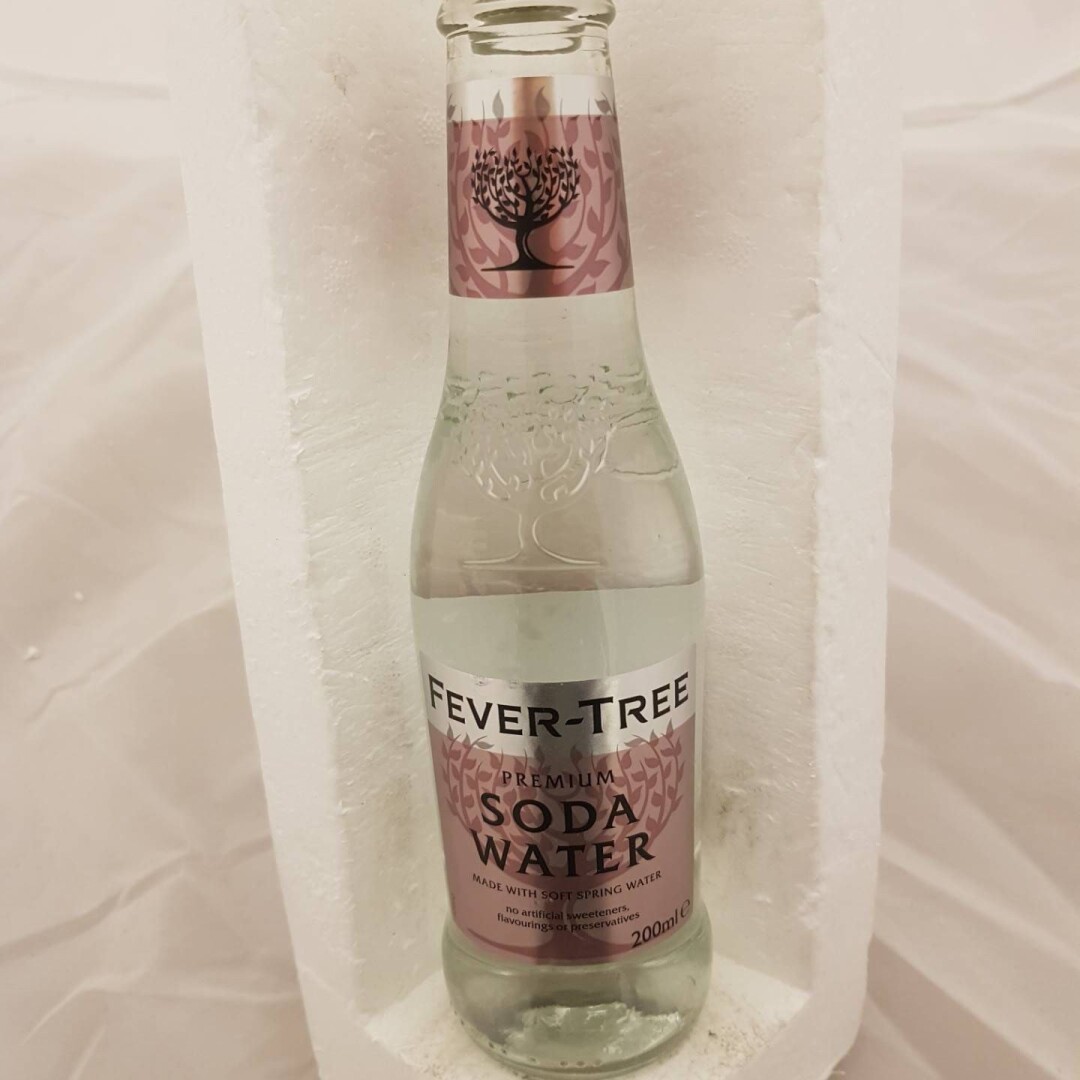 FEVER-TREE
PREMIUM
SODA
WATER
MADE WITH SOFT SPRING WATER
no artificial sweeteners,
flavourings or preservatives
200ml e